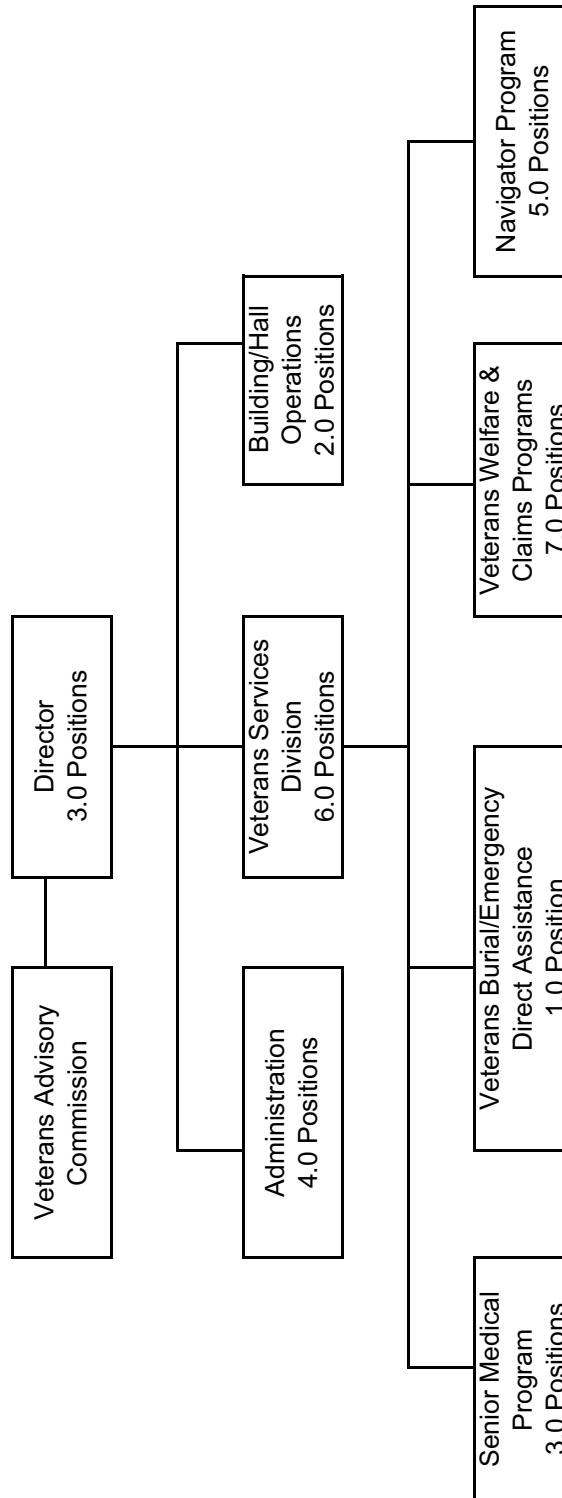 Veterans Advisory
Commission
Director
3.0 Positions
Administration
4.0 Positions
Veterans Services
Division
6.0 Positions
Building/Hall
Operations
2.0 Positions
Senior Medical
Program
3.0 Positions
Veterans Burial/Emergency
Direct Assistance
1.0 Position
Veterans Welfare &
Claims Programs
7.0 Positions
Navigator Program
5.0 Positions